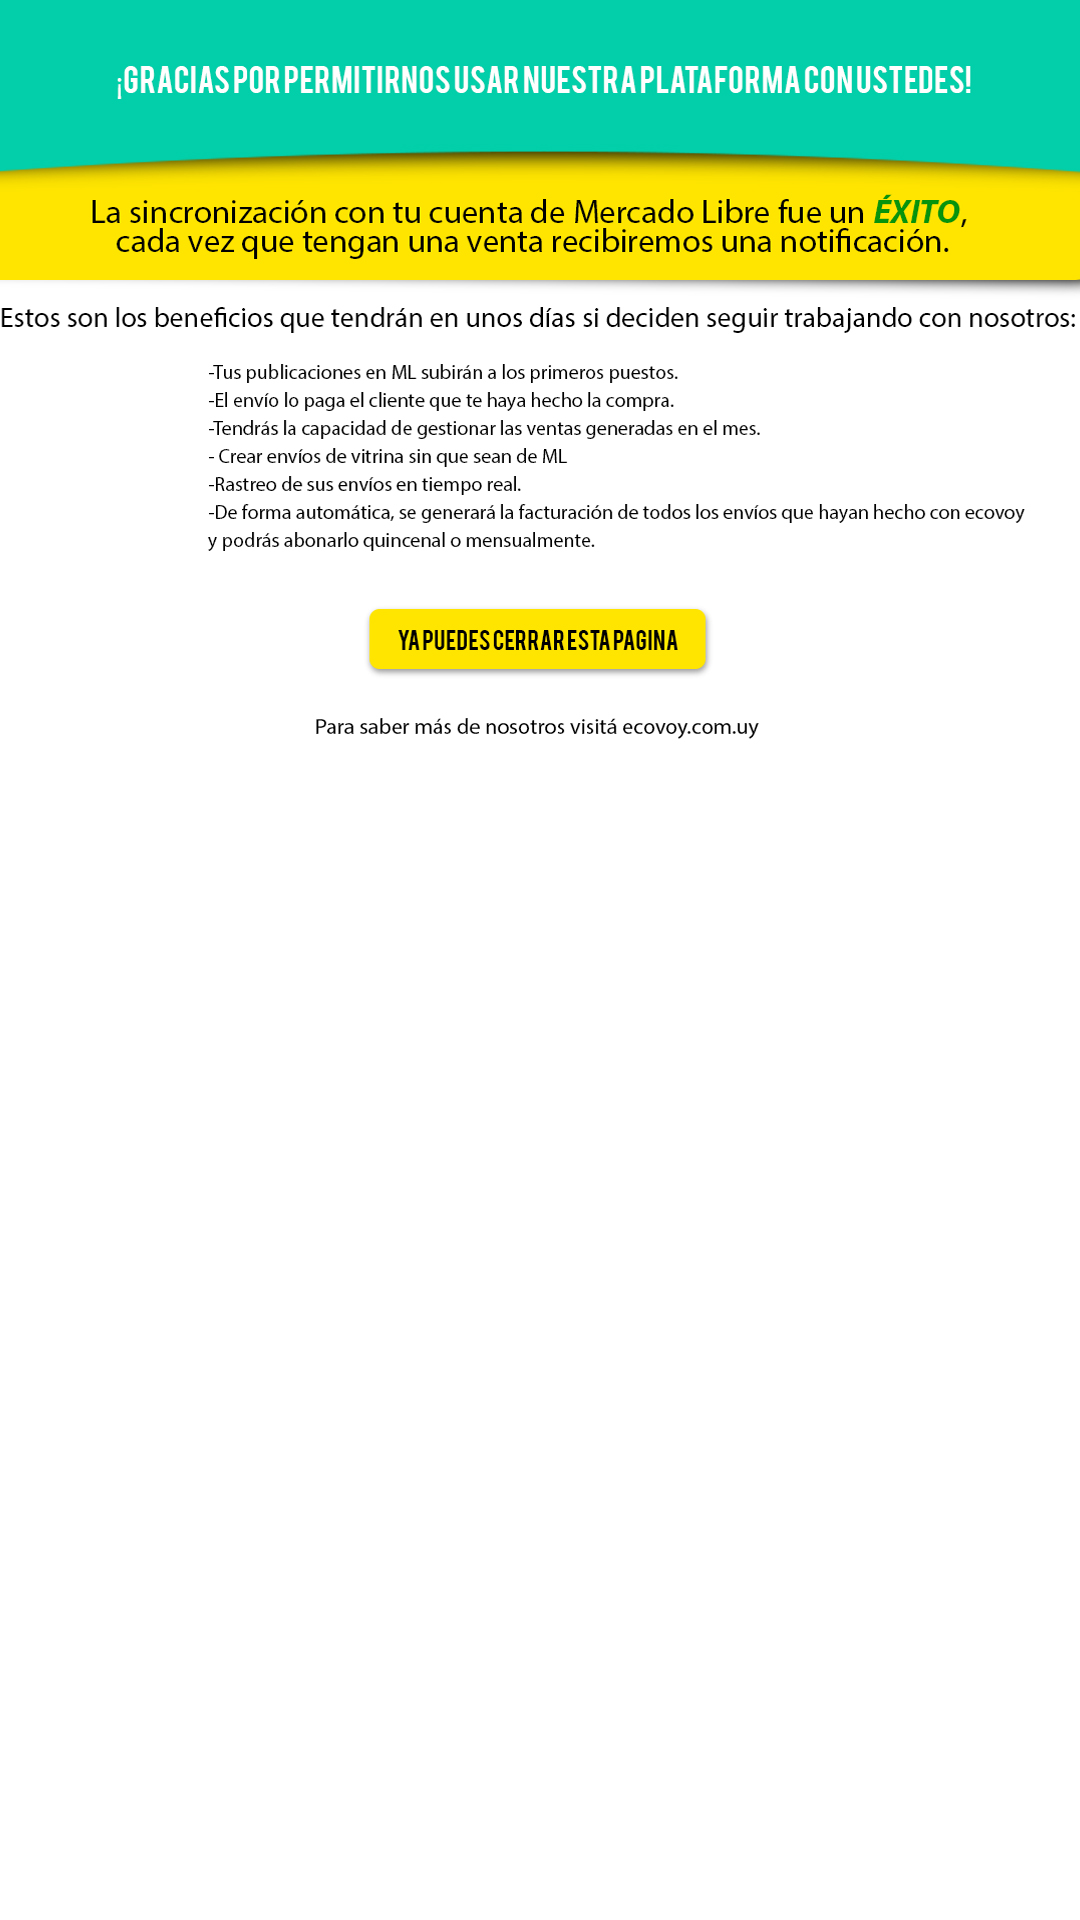 ¡GRACIAS POR PERMITIRNOS USAR NUESTRA PLATAFORMA CON USTEDES!
La sincronización con tu cuenta de Mercado Libre fue un ÉXITO,
cada vez que tengan una venta recibiremos una notificación.
Estos son los beneficios que tendrán en unos días si deciden seguir trabajando con nosotros:
-Tus publicaciones en ML subirán a los primeros puestos.
-El envío lo paga el cliente que te haya hecho la compra.
-Tendrás la capacidad de gestionar las ventas generadas en el mes.
- Crear envíos de vitrina sin que sean de ML
-Rastreo de sus envíos en tiempo real.
-De forma automática, se generará la facturación de todos los envíos que hayan hecho con ecovoy
y podrás abonarlo quincenal o mensualmente.
YA PUEDES CERRAR ESTA PAGINA
Para saber más de nosotros visitá ecovoy.com.uy